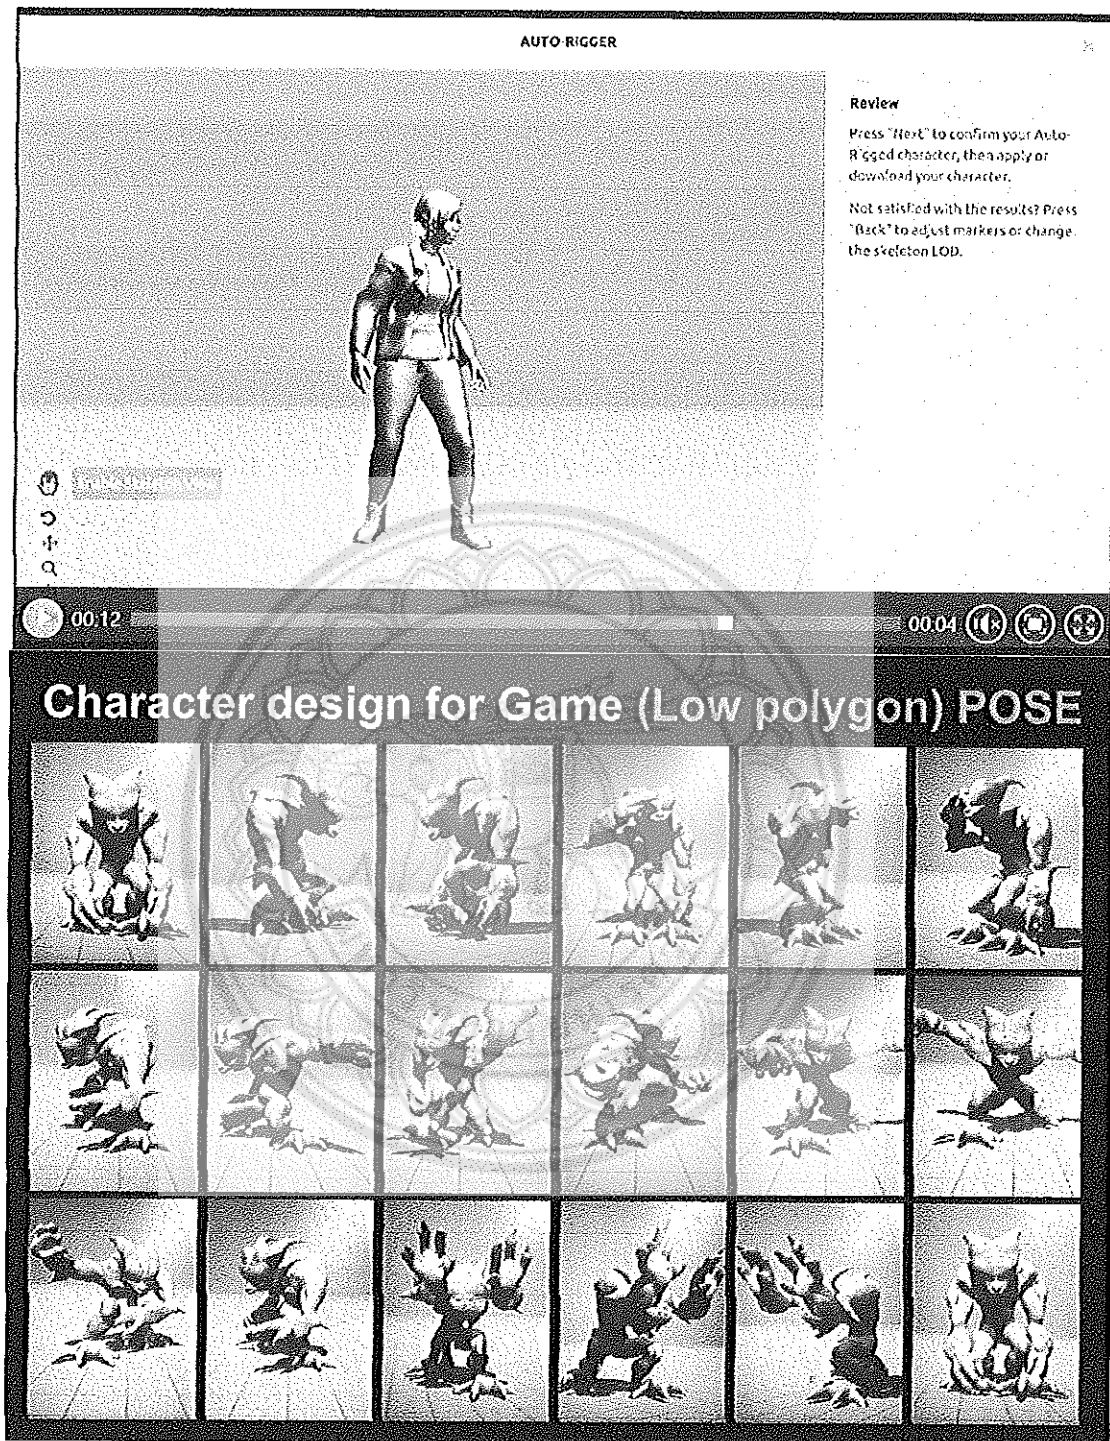 AUTO-RIGGER
Review
Press "Next" to confirm your Auto-
Rigged character, then apply or
download your character.
Not satisfied with the results? Press
"Back" to adjust markers or change
the skeleton LOD.
00:12
00:04
Character design for Game (Low polygon) POSE